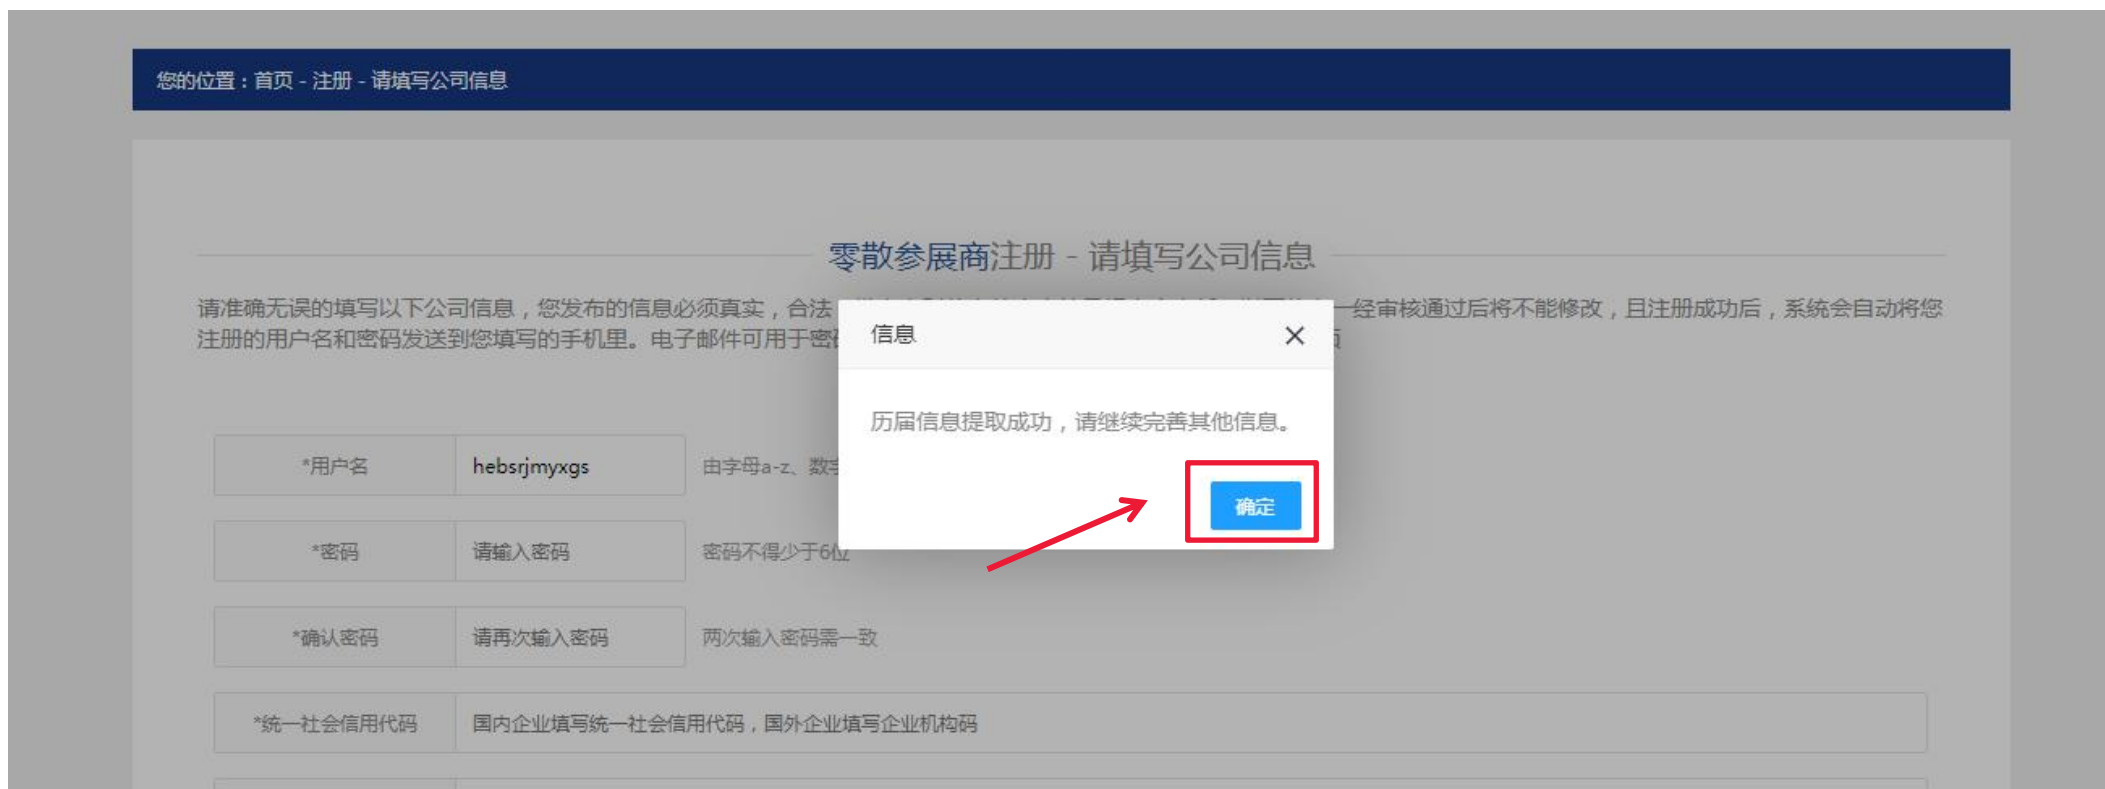 您的位置：首页 - 注册 - 请填写公司信息
零散参展商注册 - 请填写公司信息
请准确无误的填写以下公司信息，您发布的信息必须真实，合法 一经审核通过后将不能修改，且注册成功后，系统会自动将您
注册的用户名和密码发送到您填写的手机里。电子邮件可用于密
信息
历届信息提取成功，请继续完善其他信息。
确定
*用户名 hebsrjmyxgs 由字母a-z、数
*密码 请输入密码 密码不得少于6位
*确认密码 请再次输入密码 两次输入密码需一致
*统一社会信用代码 国内企业填写统一社会信用代码，国外企业填写企业机构码